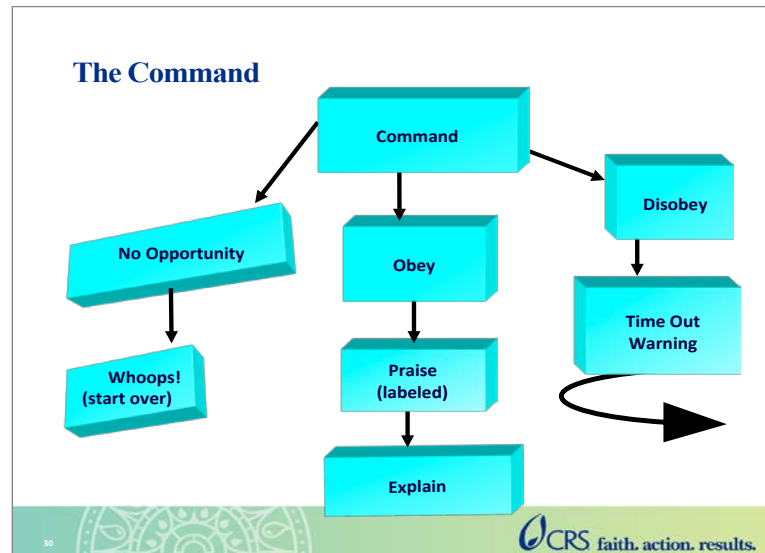 The Command
Command
No Opportunity
Obey
Disobey
Whoops!
(start over)
Praise
(labeled)
Time Out
Warning
Explain
30
CRS faith. action. results.